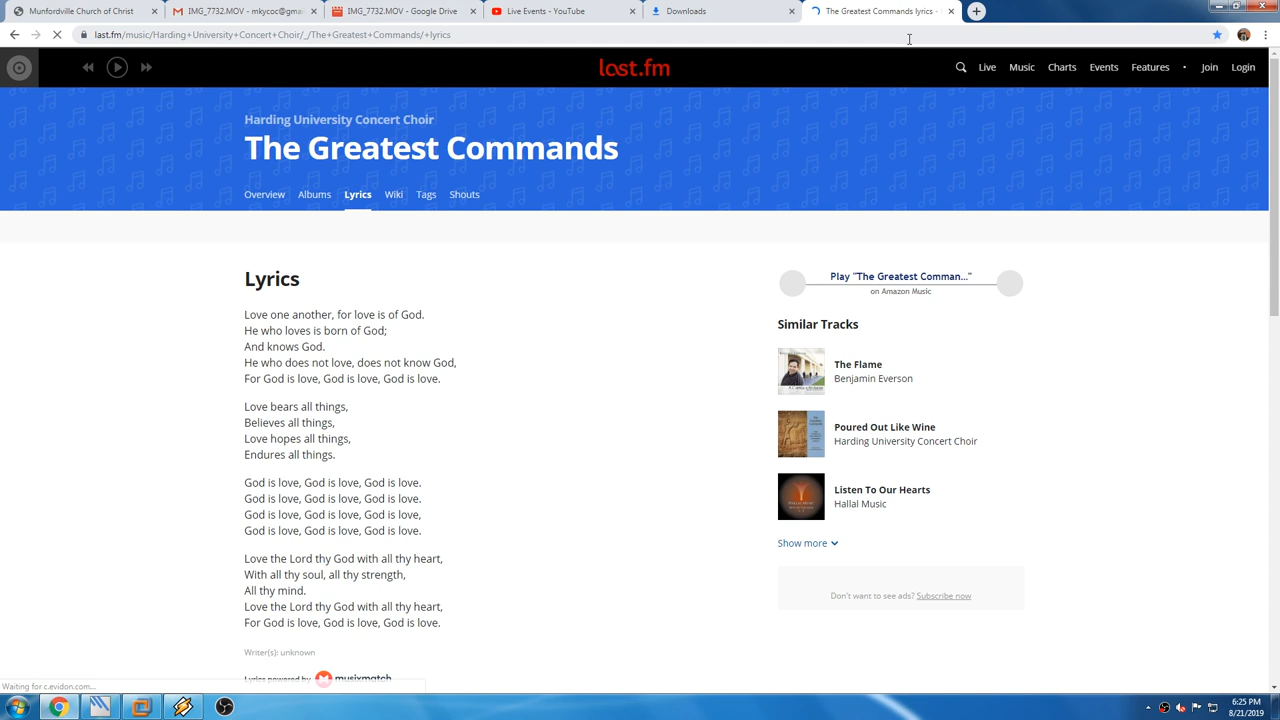 Munfordville Church of Christ
IMG_7732.MOV - mkycoc@gma
IMG_7732.MOV - Google Drive
Live Events - YouTube
Downloads
The Greatest Commands lyrics -
last.fm/music/Harding+University+Concert+Choir/_/The+Greatest+Commands/+lyrics
last.fm
Live
Music
Charts
Events
Features
Join
Login
Harding University Concert Choir
The Greatest Commands
Overview
Albums
Lyrics
Wiki
Tags
Shouts
Lyrics
Love one another, for love is of God.
He who loves is born of God;
And knows God.
He who does not love, does not know God,
For God is love, God is love, God is love.
Love bears all things,
Believes all things,
Love hopes all things,
Endures all things.
God is love, God is love, God is love.
God is love, God is love, God is love.
God is love, God is love, God is love,
God is love, God is love, God is love.
Love the Lord thy God with all thy heart,
With all thy soul, all thy strength,
All thy mind.
Love the Lord thy God with all thy heart,
For God is love, God is love, God is love.
Writer(s): unknown
Lyrics powered by musixmatch
Play "The Greatest Comman..."
on Amazon Music
Similar Tracks
The Flame
Benjamin Everson
Poured Out Like Wine
Harding University Concert Choir
Listen To Our Hearts
Hallal Music
Show more
Don't want to see ads? Subscribe now
Waiting for c.evidon.com...
6:25 PM
8/21/2019